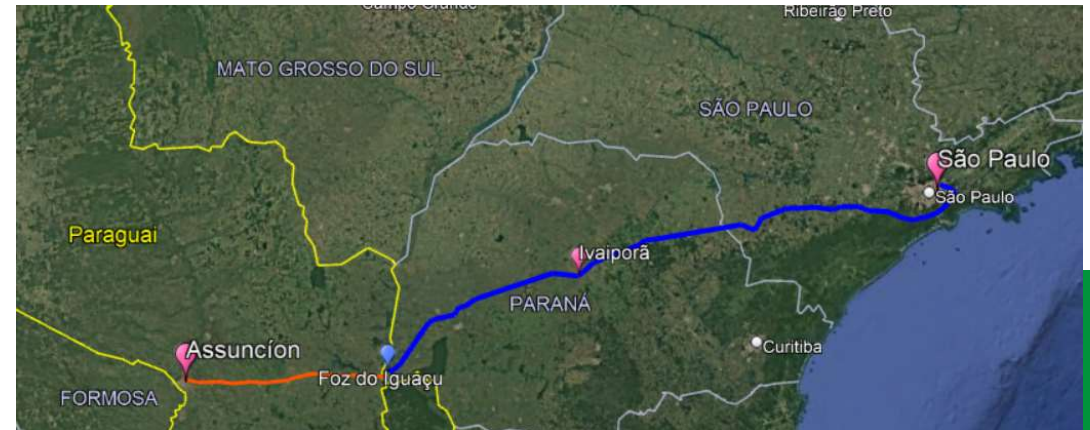 Ribeirão Preto
MATO GROSSO DO SUL
SÃO PAULO
São Paulo
São Paulo
Paraguai
Ivaiporã
PARANÁ
Assuncíon
Curitiba
Foz do Iguaçu
FORMOSA